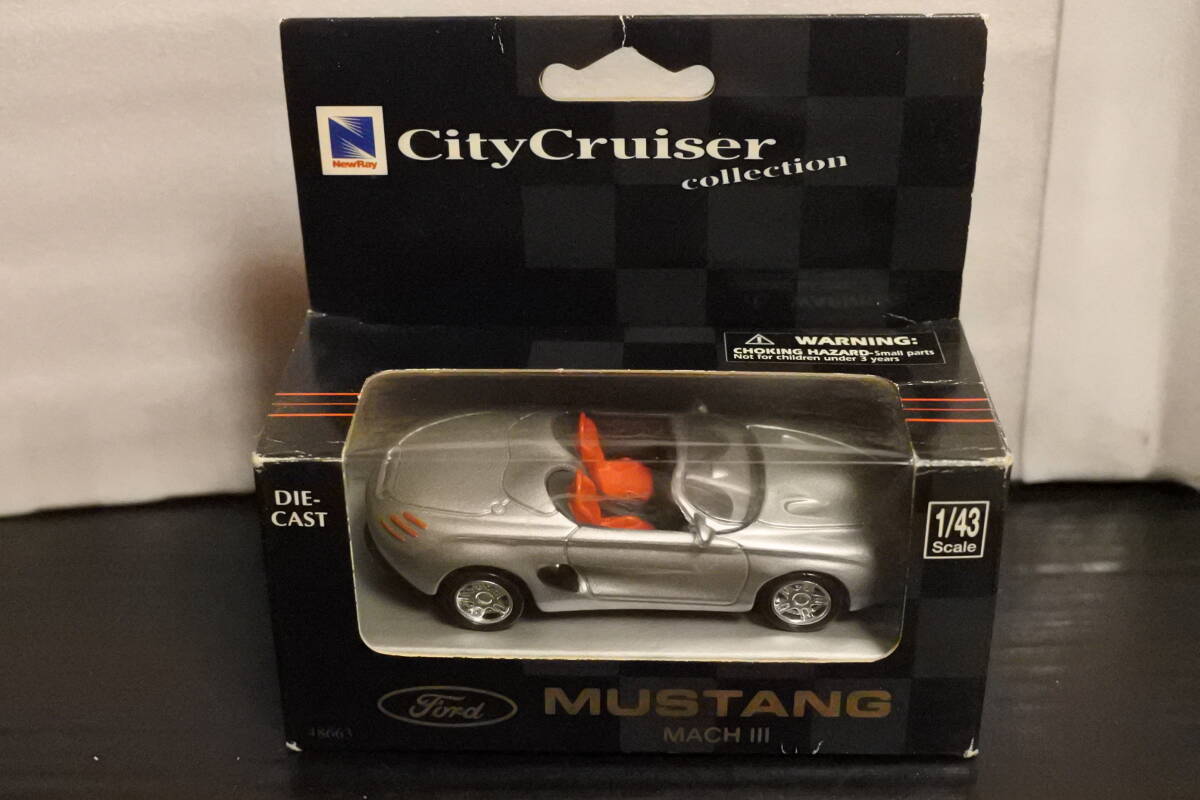 NewRay
CityCruiser
collection
WARNING:
CHOKING HAZARD-Small parts
Not for children under 3 years
DIE-
CAST
1/43
Scale
Ford
MUSTANG
MACH III
48663